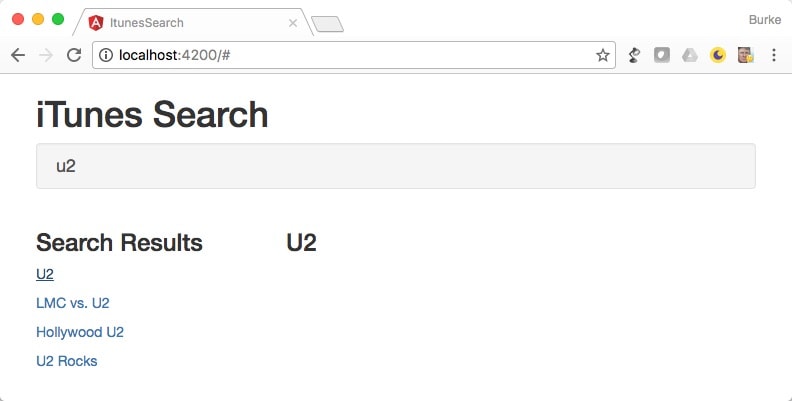 ItunesSearch
Burke
localhost:4200/#
iTunes Search
u2
Search Results
U2
LMC vs. U2
Hollywood U2
U2 Rocks
U2